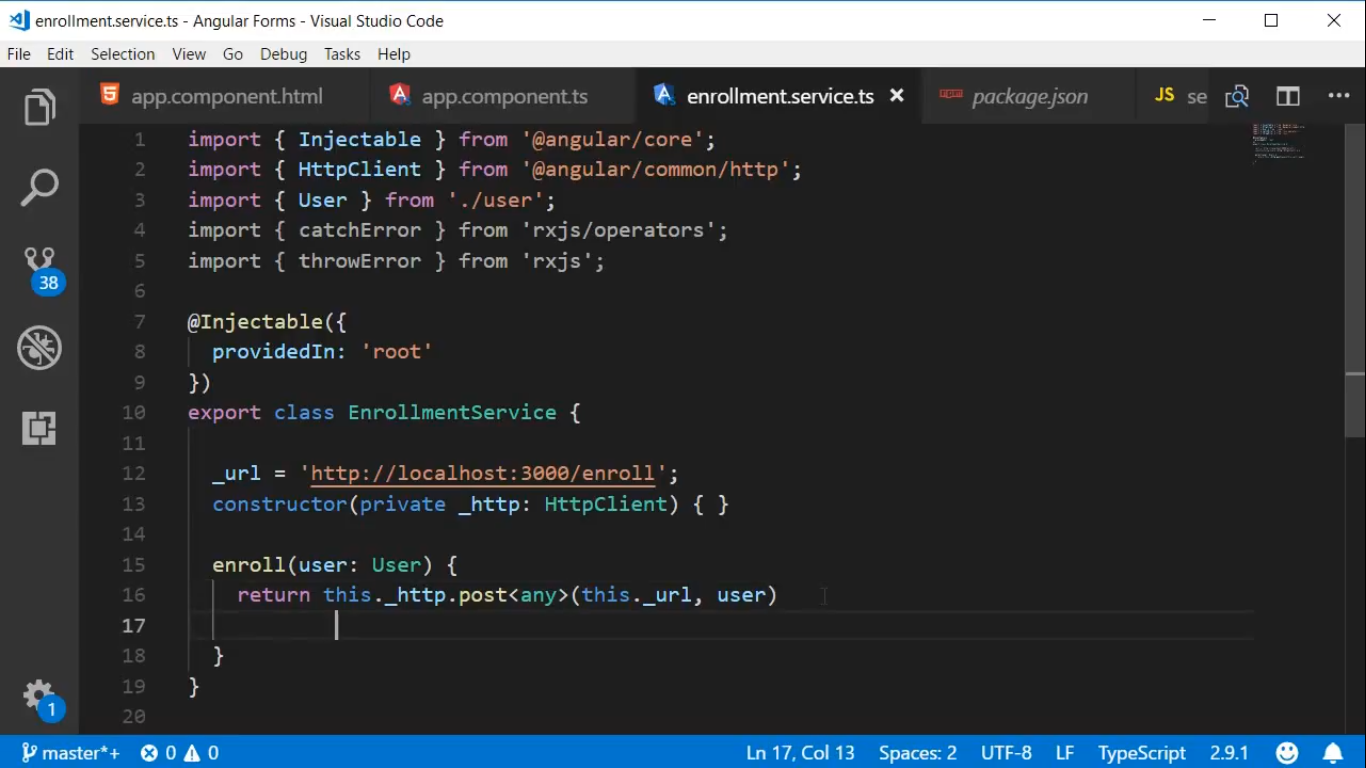 enrollment.service.ts - Angular Forms - Visual Studio Code
File Edit Selection View Go Debug Tasks Help
app.component.html app.component.ts enrollment.service.ts package.json JS se
1 import { Injectable } from '@angular/core';
2 import { HttpClient } from '@angular/common/http';
3 import { User } from './user';
4 import { catchError } from 'rxjs/operators';
5 import { throwError } from 'rxjs';
6
7 @Injectable({
8 providedIn: 'root'
9 })
10 export class EnrollmentService {
11
12 _url = 'http://localhost:3000/enroll';
13 constructor(private _http: HttpClient) { }
14
15 enroll(user: User) {
16 return this._http.post<any>(this._url, user)
17
18 }
19 }
20
38
1
master*+ 0 0 Ln 17, Col 13 Spaces: 2 UTF-8 LF TypeScript 2.9.1